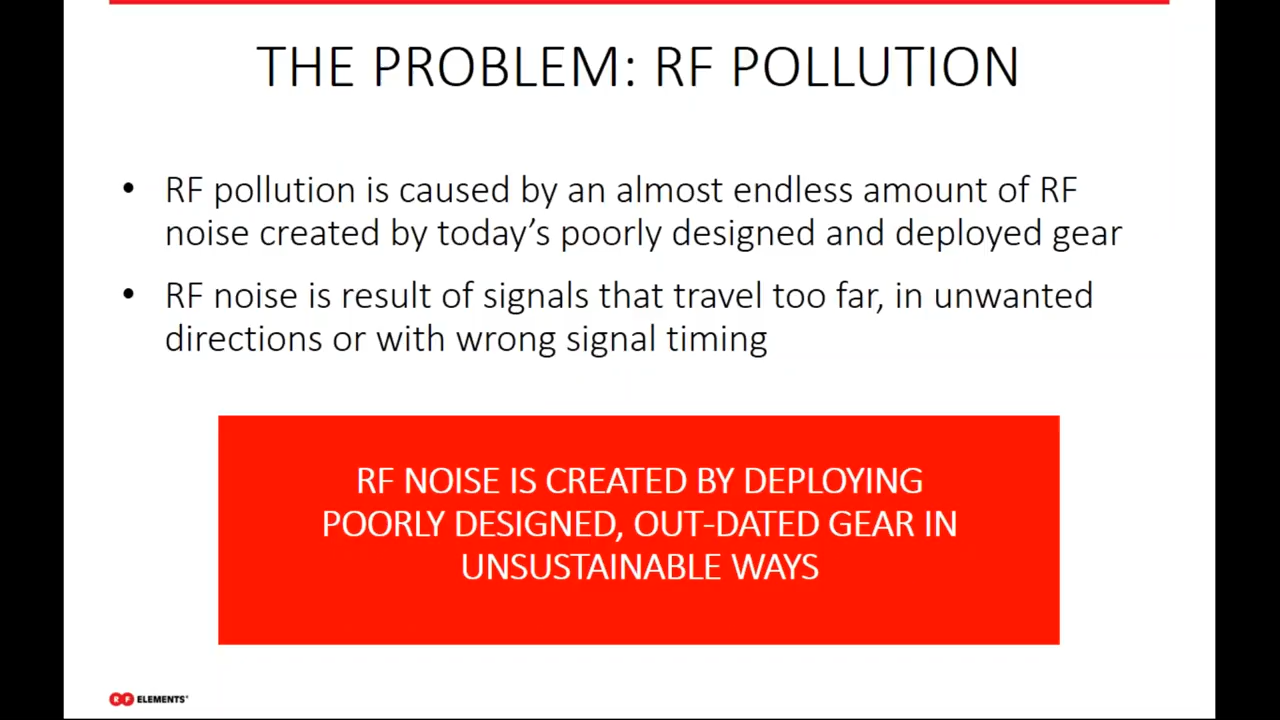 THE PROBLEM: RF POLLUTION
• RF pollution is caused by an almost endless amount of RF
noise created by today’s poorly designed and deployed gear
• RF noise is result of signals that travel too far, in unwanted
directions or with wrong signal timing
RF NOISE IS CREATED BY DEPLOYING
POORLY DESIGNED, OUT-DATED GEAR IN
UNSUSTAINABLE WAYS
RF ELEMENTS